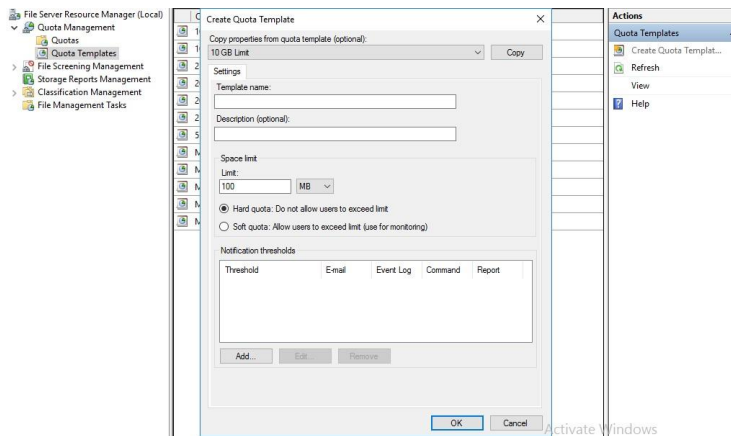 File Server Resource Manager (Local)
Quota Management
Quotas
Quota Templates
File Screening Management
Storage Reports Management
Classification Management
File Management Tasks
Create Quota Template
Copy properties from quota template (optional):
10 GB Limit
Copy
Settings
Template name:
Description (optional):
Space limit
Limit:
100
MB
Hard quota: Do not allow users to exceed limit
Soft quota: Allow users to exceed limit (use for monitoring)
Notification thresholds
Threshold E-mail Event Log Command Report
Add... Edit... Remove
OK Cancel
Actions
Quota Templates
Create Quota Templat...
Refresh
View
Help
Activate Windows